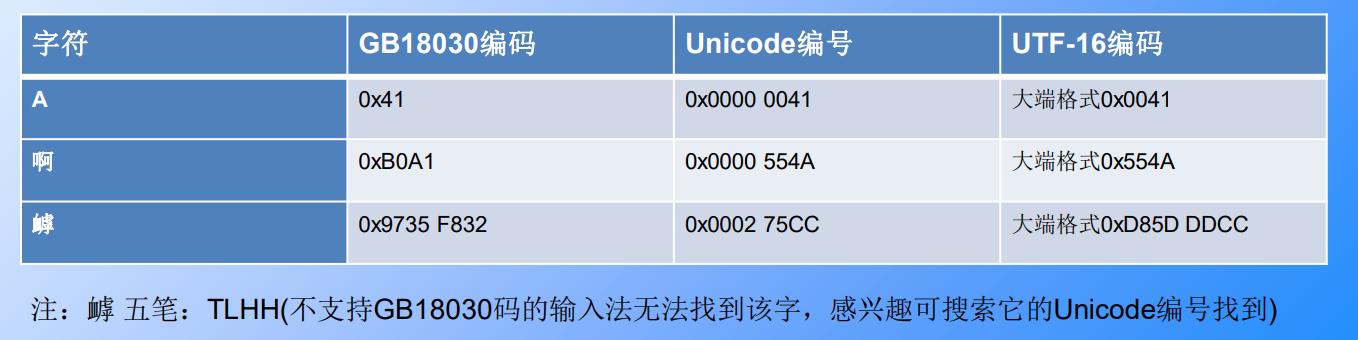 字符 GB18030编码 Unicode编号 UTF-16编码
A 0x41 0x0000 0041 大端格式0x0041
啊 0xB0A1 0x0000 554A 大端格式0x554A
𧗌 0x9735 F832 0x0002 75CC 大端格式0xD85D DDCC
注：𧗌 五笔：TLHH(不支持GB18030码的输入法无法找到该字，感兴趣可搜索它的Unicode编号找到)